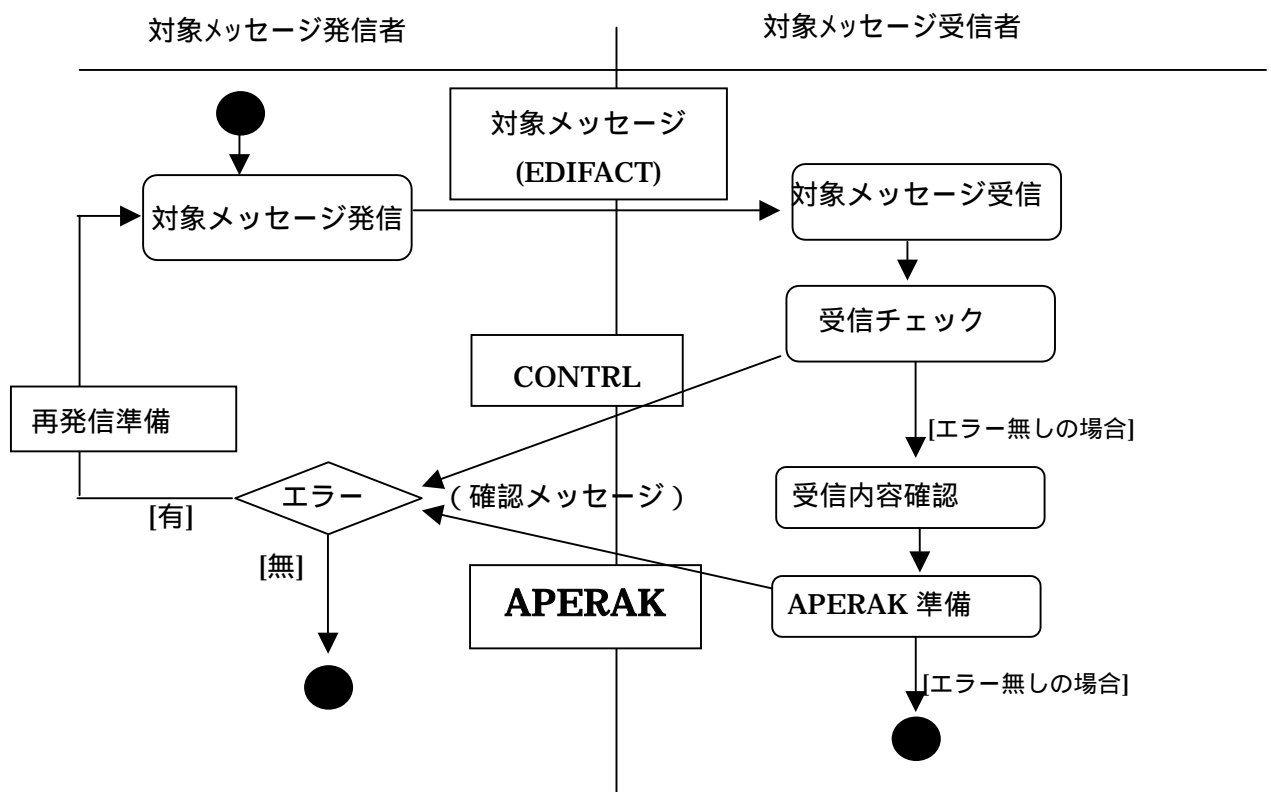 対象メッセージ発信者
対象メッセージ受信者
対象メッセージ
(EDIFACT)
対象メッセージ発信
対象メッセージ受信
受信チェック
CONTRL
再発信準備
[エラー無しの場合]
エラー
(確認メッセージ)
受信内容確認
[有]
[無]
APERAK
APERAK 準備
[エラー無しの場合]